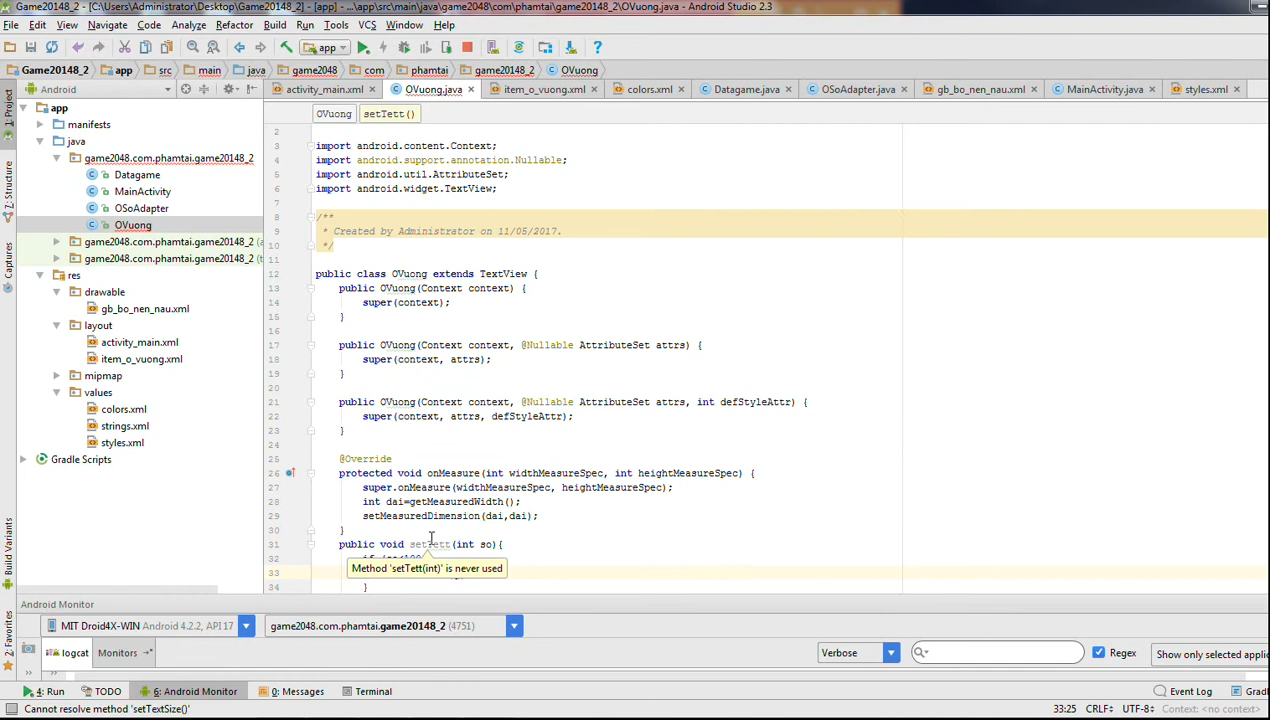 Game20148_2 - [C:\Users\Administrator\Desktop\Game20148_2] - [app] - ...\app\src\main\java\game2048\com\phamtai\game20148_2\OVuong.java - Android Studio 2.3
File Edit View Navigate Code Analyze Refactor Build Run Tools VCS Window Help
app
Game20148_2 app src main java game2048 com phamtai game20148_2 OVuong
Android
activity_main.xml OVuong.java item_o_vuong.xml colors.xml Datagame.java OSoAdapter.java gb_bo_nen_nau.xml MainActivity.java styles.xml
1: Project
7: Structure
Captures
Build Variants
2: Favorites
app
manifests
java
game2048.com.phamtai.game20148_2
Datagame
MainActivity
OSoAdapter
OVuong
game2048.com.phamtai.game20148_2 (a
game2048.com.phamtai.game20148_2 (t
res
drawable
gb_bo_nen_nau.xml
layout
activity_main.xml
item_o_vuong.xml
mipmap
values
colors.xml
strings.xml
styles.xml
Gradle Scripts
OVuong setTett()
2
3 import android.content.Context;
4 import android.support.annotation.Nullable;
5 import android.util.AttributeSet;
6 import android.widget.TextView;
7
8 /**
9 * Created by Administrator on 11/05/2017.
10 */
11
12 public class OVuong extends TextView {
13 public OVuong(Context context) {
14 super(context);
15 }
16
17 public OVuong(Context context, @Nullable AttributeSet attrs) {
18 super(context, attrs);
19 }
20
21 public OVuong(Context context, @Nullable AttributeSet attrs, int defStyleAttr) {
22 super(context, attrs, defStyleAttr);
23 }
24
25 @Override
26 protected void onMeasure(int widthMeasureSpec, int heightMeasureSpec) {
27 super.onMeasure(widthMeasureSpec, heightMeasureSpec);
28 int dai=getMeasuredWidth();
29 setMeasuredDimension(dai,dai);
30 }
31 public void setTett(int so){
32
Method 'setTett(int)' is never used
33
34 }
Android Monitor
MIT Droid4X-WIN Android 4.2.2, API 17 game2048.com.phamtai.game20148_2 (4751)
logcat Monitors Verbose Regex Show only selected applic
4: Run TODO 6: Android Monitor 0: Messages Terminal Event Log Grad
Cannot resolve method 'setTextSize()' 33:25 CRLF UTF-8 Context: <no context>